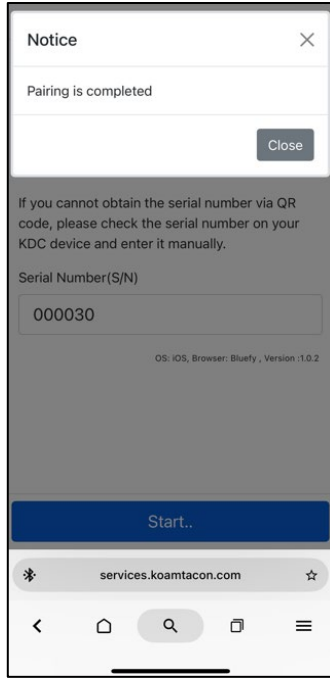 Notice
Pairing is completed
Close
If you cannot obtain the serial number via QR
code, please check the serial number on your
KDC device and enter it manually.
Serial Number(S/N)
000030
OS: iOS, Browser: Bluefy , Version :1.0.2
Start..
services.koamtacon.com